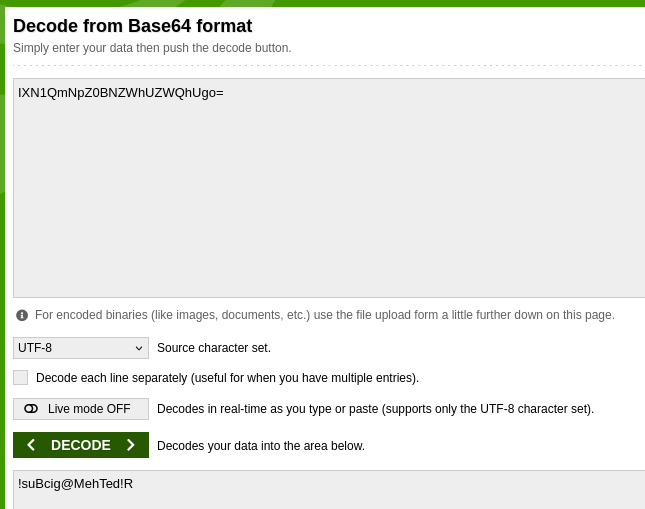 Decode from Base64 format
Simply enter your data then push the decode button.
IXN1QmNpZ0BNZWhUZWQhUgo=
For encoded binaries (like images, documents, etc.) use the file upload form a little further down on this page.
UTF-8 Source character set.
Decode each line separately (useful for when you have multiple entries).
Live mode OFF Decodes in real-time as you type or paste (supports only the UTF-8 character set).
< DECODE > Decodes your data into the area below.
!suBcig@MehTed!R